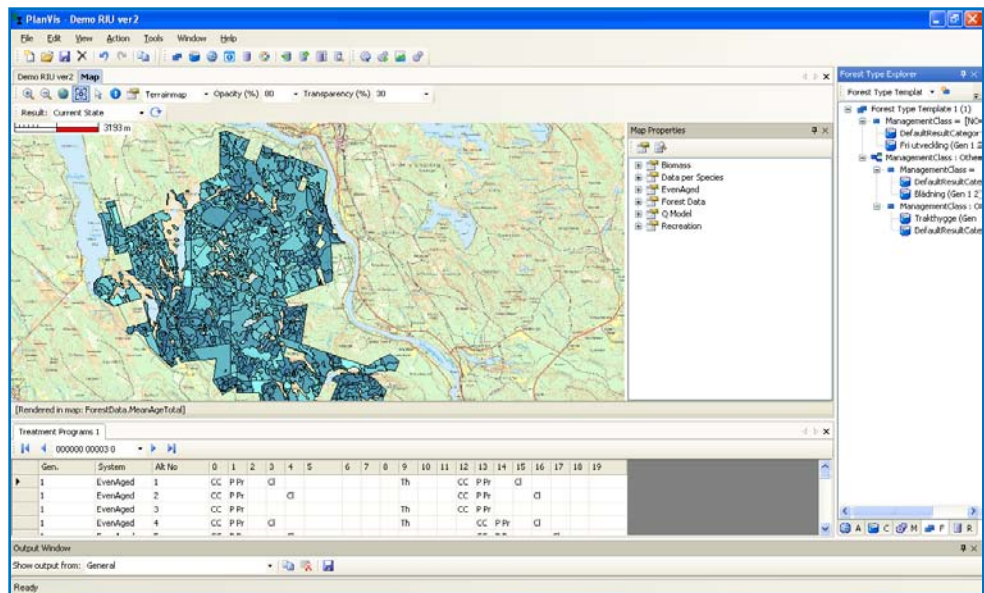 PlanVis - Demo RIU ver2
File Edit View Action Tools Window Help
Demo RIU ver2 Map
Terrainmap Opacity (%) 80 Transparency (%) 30
Result: Current State
3193 m
Map Properties
Biomass
Data per Species
EvenAged
Forest Data
Q Model
Recreation
[Rendered in map: ForestData.MeanAgeTotal]
Treatment Programs 1
000000 00003 0
Gen. System Alt No 0 1 2 3 4 5 6 7 8 9 10 11 12 13 14 15 16 17 18 19
1 EvenAged 1 CC P Pr Cl Th CC P Pr Cl
1 EvenAged 2 CC P Pr Cl CC P Pr Cl
1 EvenAged 3 CC P Pr Th CC P Pr
1 EvenAged 4 CC P Pr Cl Th CC P Pr Cl
Forest Type Explorer
Forest Type Templat
Forest Type Template 1 (1)
ManagementClass = [NO
DefaultResultCategor
Fri utveckling (Gen 1 2
ManagementClass : Othe
ManagementClass =
DefaultResultCate
Blädning (Gen 1 2
ManagementClass : O
Trakthygge (Gen
DefaultResultCate
A C M F R
Output Window
Show output from: General
Ready